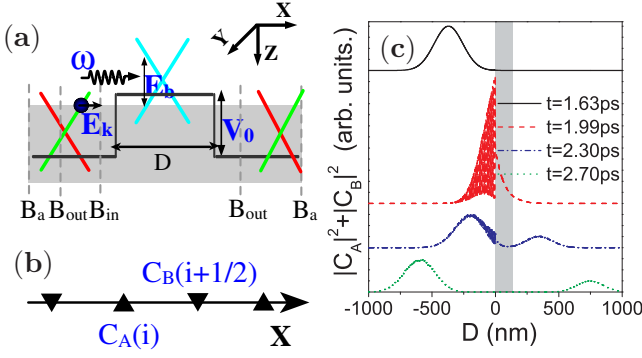 (a)
Y
X
Z
ω
E_b
E_k
V_0
D
B_a
B_out
B_in
B_out
B_a
(b)
C_B(i+1/2)
C_A(i)
X
(c)
|C_A|^2+|C_B|^2 (arb. units.)
t=1.63ps
t=1.99ps
t=2.30ps
t=2.70ps
-1000 -500 0 500 1000
D (nm)